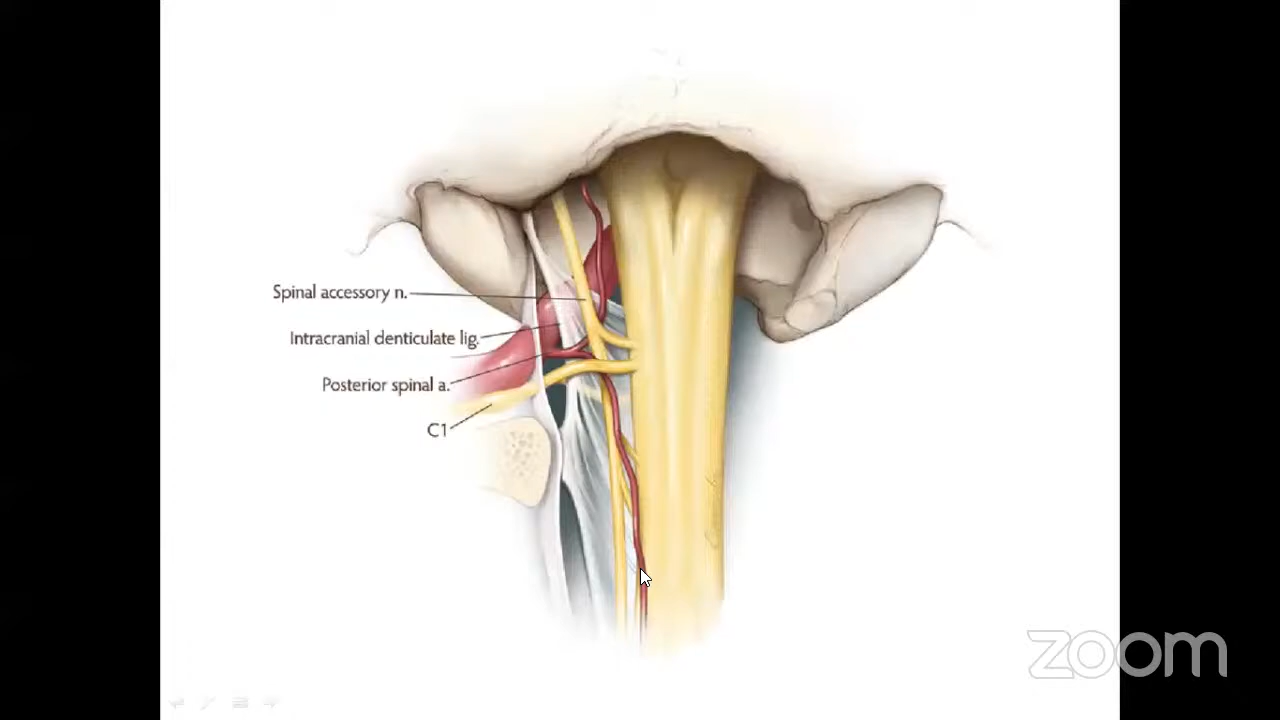 Spinal accessory n.
Intracranial denticulate lig.
Posterior spinal a.
C1
zoom